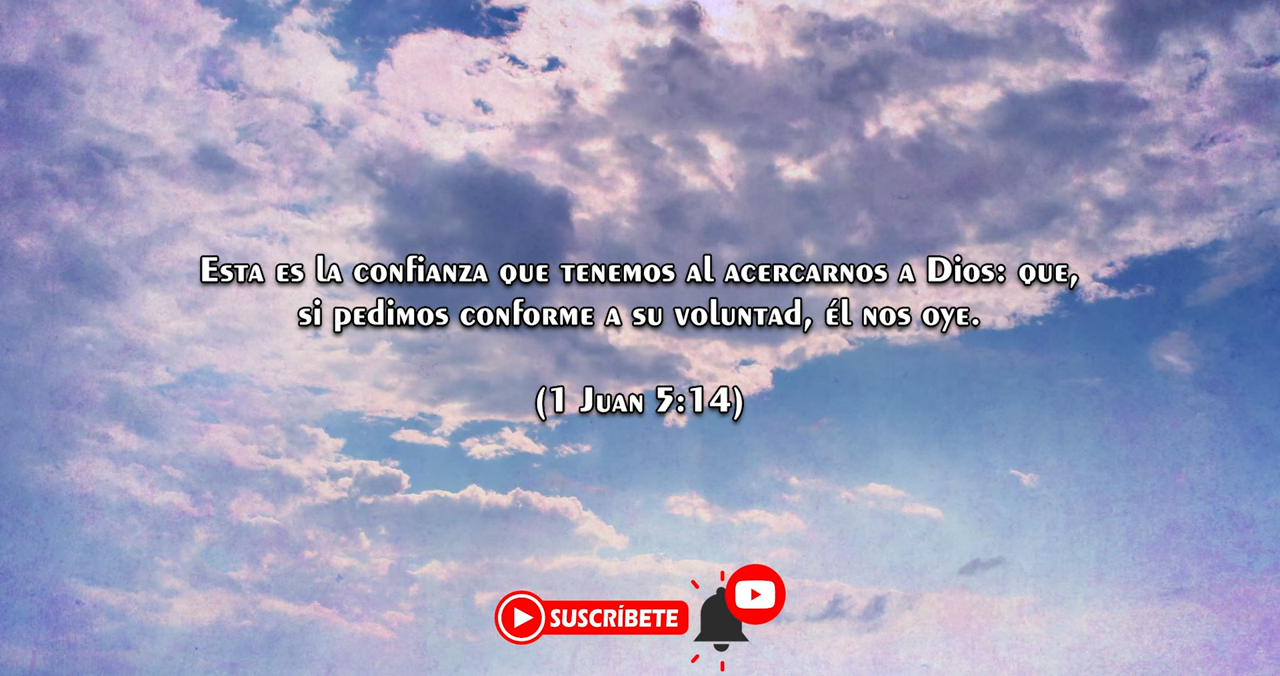 Esta es la confianza que tenemos al acercarnos a Dios: que,
si pedimos conforme a su voluntad, él nos oye.
(1 Juan 5:14)
SUSCRÍBETE